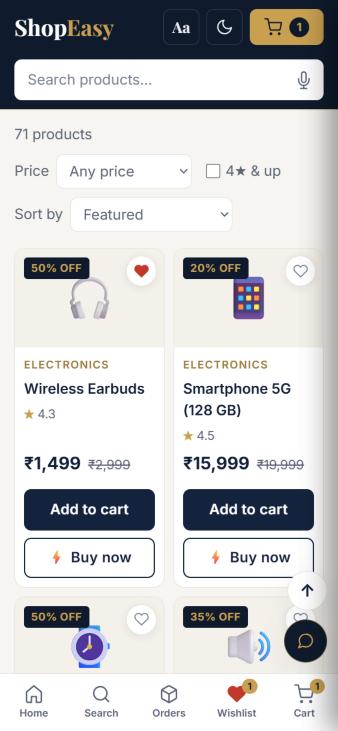 ShopEasy
Aa
1
Search products...
71 products
Price Any price 4★ & up
Sort by Featured
50% OFF
ELECTRONICS
Wireless Earbuds
★ 4.3
₹1,499 ₹2,999
Add to cart
Buy now
20% OFF
ELECTRONICS
Smartphone 5G
(128 GB)
★ 4.5
₹15,999 ₹19,999
Add to cart
Buy now
50% OFF
35% OFF
Home
Search
Orders
1
Wishlist
1
Cart